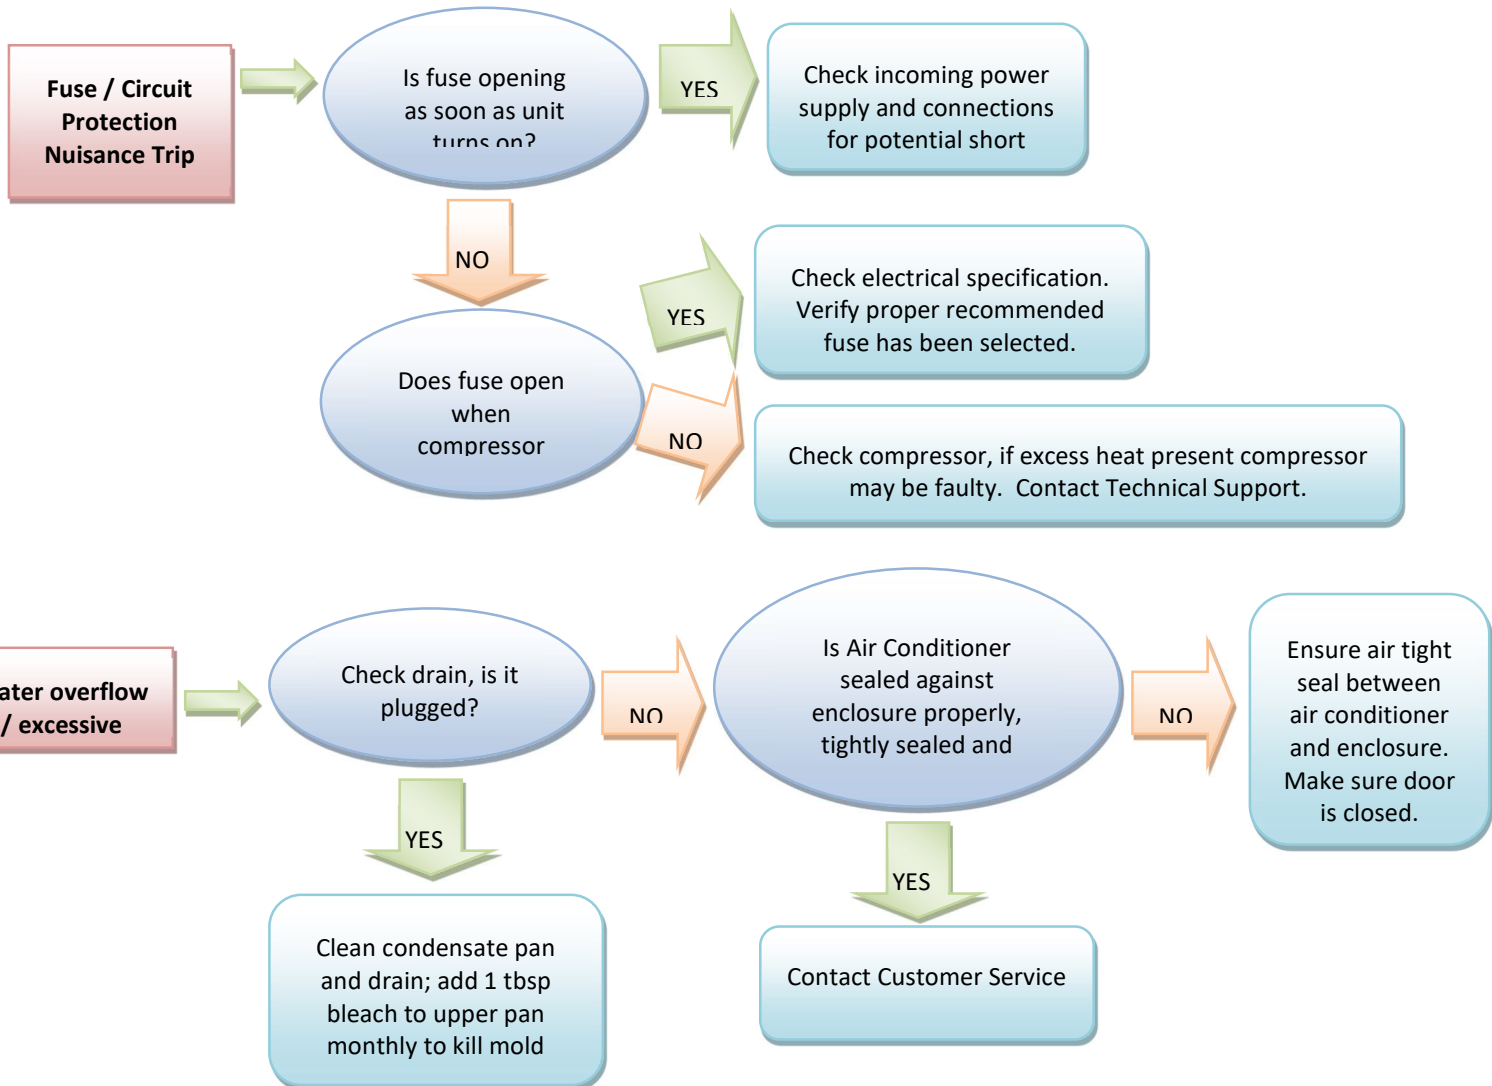 Fuse / Circuit
Protection
Nuisance Trip
Is fuse opening
as soon as unit
turns on?
YES
Check incoming power
supply and connections
for potential short
NO
Does fuse open
when
compressor
YES
Check electrical specification.
Verify proper recommended
fuse has been selected.
NO
Check compressor, if excess heat present compressor
may be faulty. Contact Technical Support.
ater overflow
/ excessive
Check drain, is it
plugged?
NO
Is Air Conditioner
sealed against
enclosure properly,
tightly sealed and
NO
Ensure air tight
seal between
air conditioner
and enclosure.
Make sure door
is closed.
YES
Clean condensate pan
and drain; add 1 tbsp
bleach to upper pan
monthly to kill mold
YES
Contact Customer Service